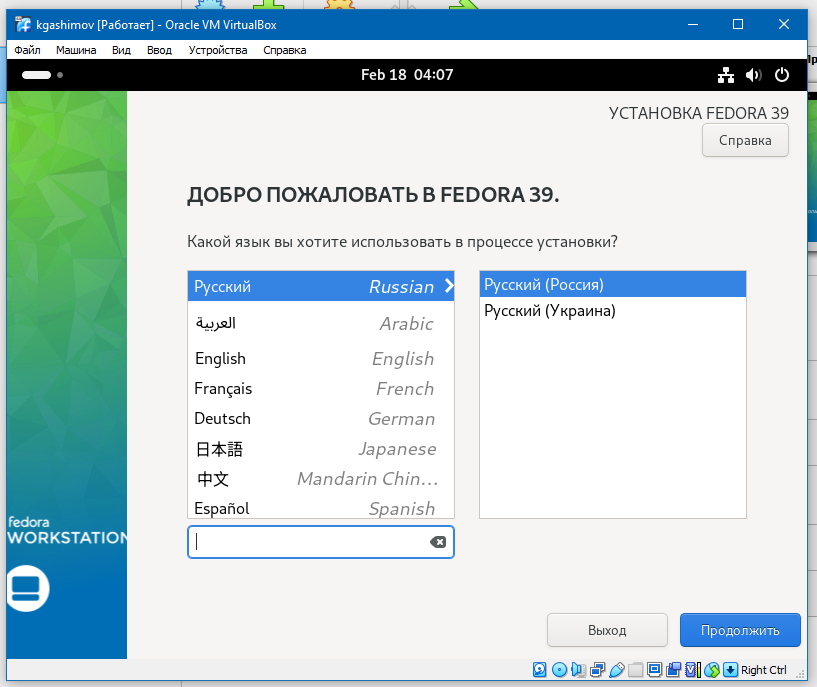 kgashimov [Работает] - Oracle VM VirtualBox
Файл Машина Вид Ввод Устройства Справка
Feb 18 04:07
УСТАНОВКА FEDORA 39
Справка
ДОБРО ПОЖАЛОВАТЬ В FEDORA 39.
Какой язык вы хотите использовать в процессе установки?
Русский Russian
العربية Arabic
English English
Français French
Deutsch German
日本語 Japanese
中文 Mandarin Chin...
Español Spanish
Русский (Россия)
Русский (Украина)
fedora
WORKSTATION
Выход
Продолжить
Right Ctrl